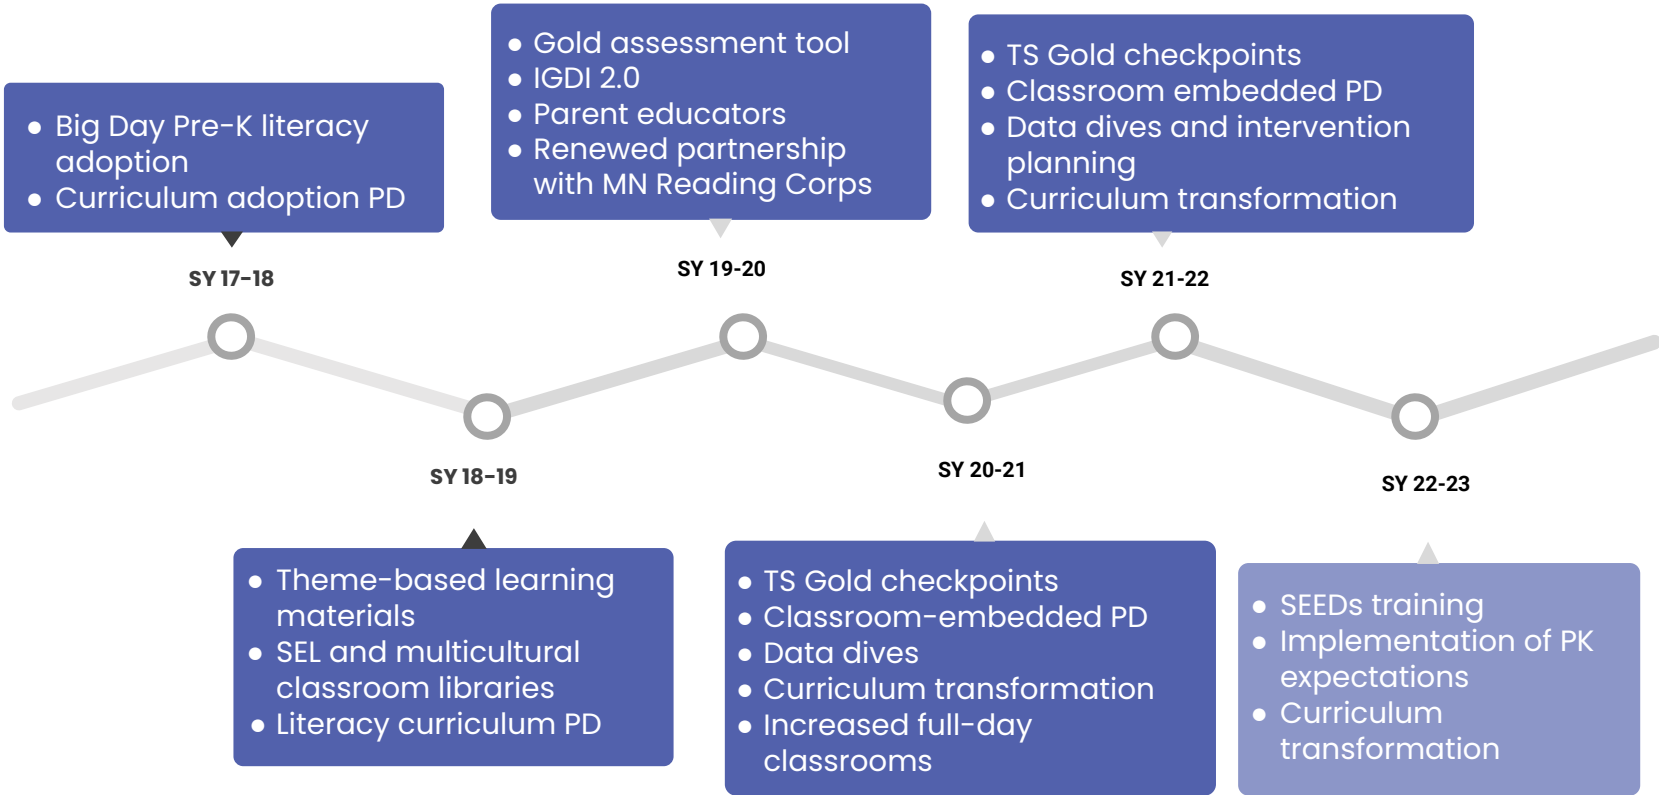 ● Big Day Pre-K literacy
adoption
● Curriculum adoption PD
SY 17-18
● Theme-based learning
materials
● SEL and multicultural
classroom libraries
● Literacy curriculum PD
SY 18-19
● Gold assessment tool
● IGDI 2.0
● Parent educators
● Renewed partnership
with MN Reading Corps
SY 19-20
● TS Gold checkpoints
● Classroom-embedded PD
● Data dives
● Curriculum transformation
● Increased full-day
classrooms
SY 20-21
● TS Gold checkpoints
● Classroom embedded PD
● Data dives and intervention
planning
● Curriculum transformation
SY 21-22
● SEEDs training
● Implementation of PK
expectations
● Curriculum
transformation
SY 22-23